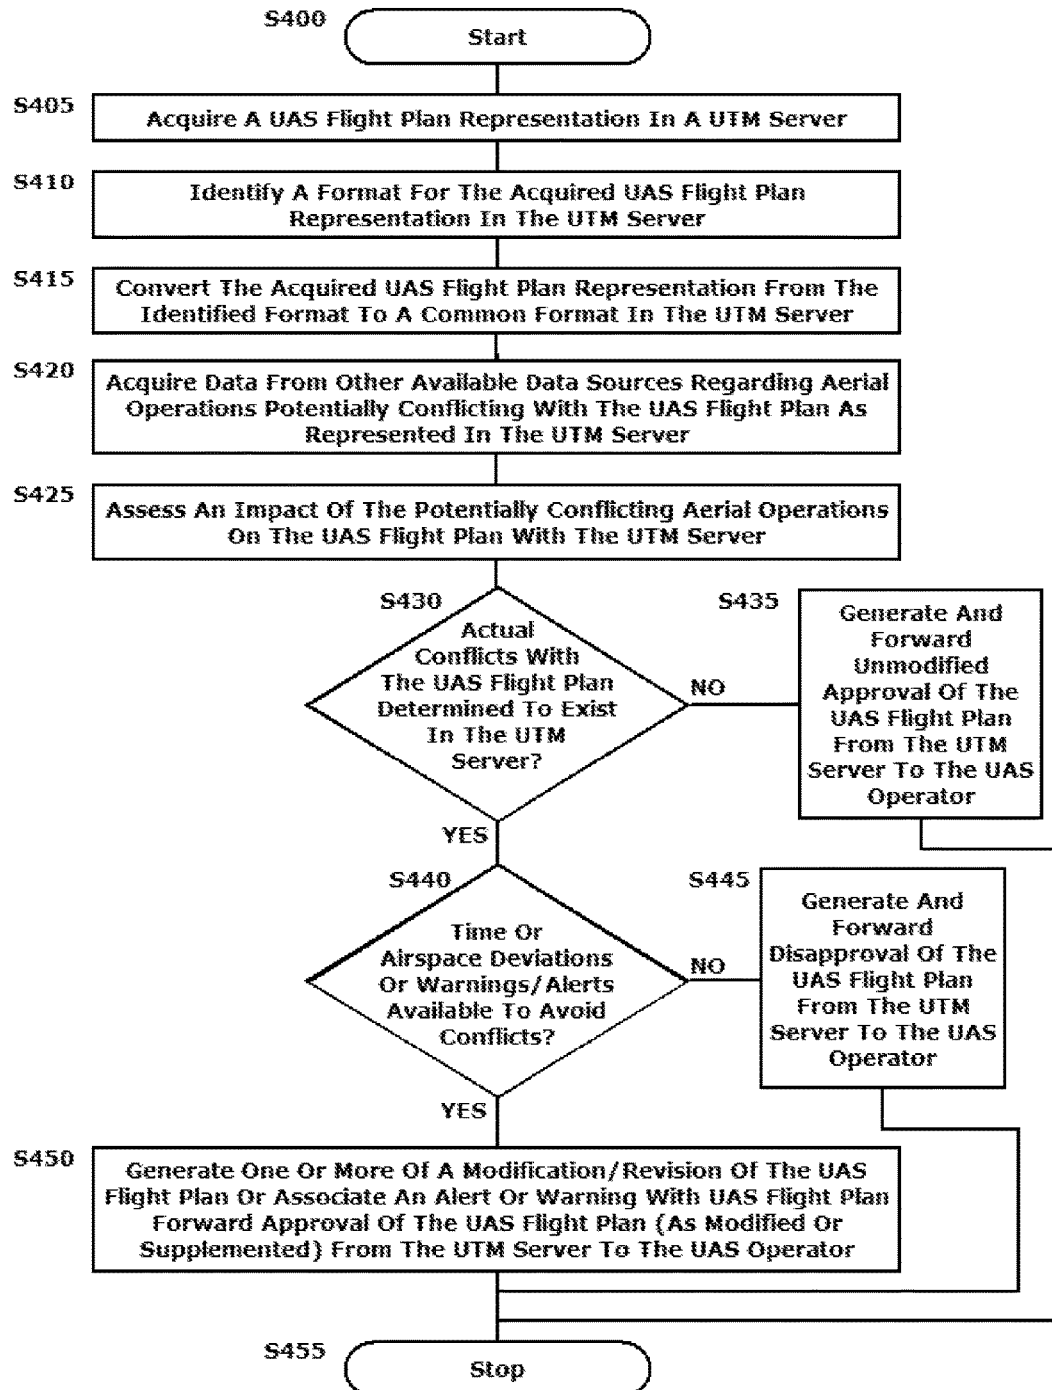 S400
Start
S405
Acquire A UAS Flight Plan Representation In A UTM Server
S410
Identify A Format For The Acquired UAS Flight Plan
Representation In The UTM Server
S415
Convert The Acquired UAS Flight Plan Representation From The
Identified Format To A Common Format In The UTM Server
S420
Acquire Data From Other Available Data Sources Regarding Aerial
Operations Potentially Conflicting With The UAS Flight Plan As
Represented In The UTM Server
S425
Assess An Impact Of The Potentially Conflicting Aerial Operations
On The UAS Flight Plan With The UTM Server
S430
Actual
Conflicts With
The UAS Flight Plan
Determined To Exist
In The UTM
Server?
NO
YES
S435
Generate And
Forward
Unmodified
Approval Of The
UAS Flight Plan
From The UTM
Server To The UAS
Operator
S440
Time Or
Airspace Deviations
Or Warnings/Alerts
Available To Avoid
Conflicts?
NO
YES
S445
Generate And
Forward
Disapproval Of The
UAS Flight Plan
From The UTM
Server To The UAS
Operator
S450
Generate One Or More Of A Modification/Revision Of The UAS
Flight Plan Or Associate An Alert Or Warning With UAS Flight Plan
Forward Approval Of The UAS Flight Plan (As Modified Or
Supplemented) From The UTM Server To The UAS Operator
S455
Stop